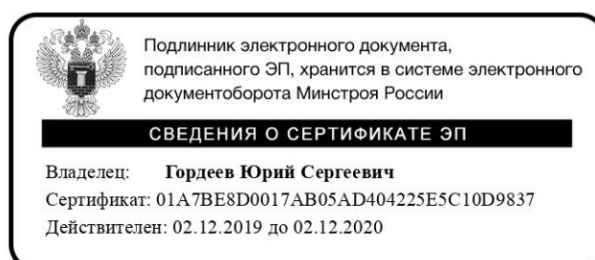 Подлинник электронного документа,
подписанного ЭП, хранится в системе электронного
документоборота Минстроя России
СВЕДЕНИЯ О СЕРТИФИКАТЕ ЭП
Владелец: Гордеев Юрий Сергеевич
Сертификат: 01A7BE8D0017AB05AD404225E5C10D9837
Действителен: 02.12.2019 до 02.12.2020